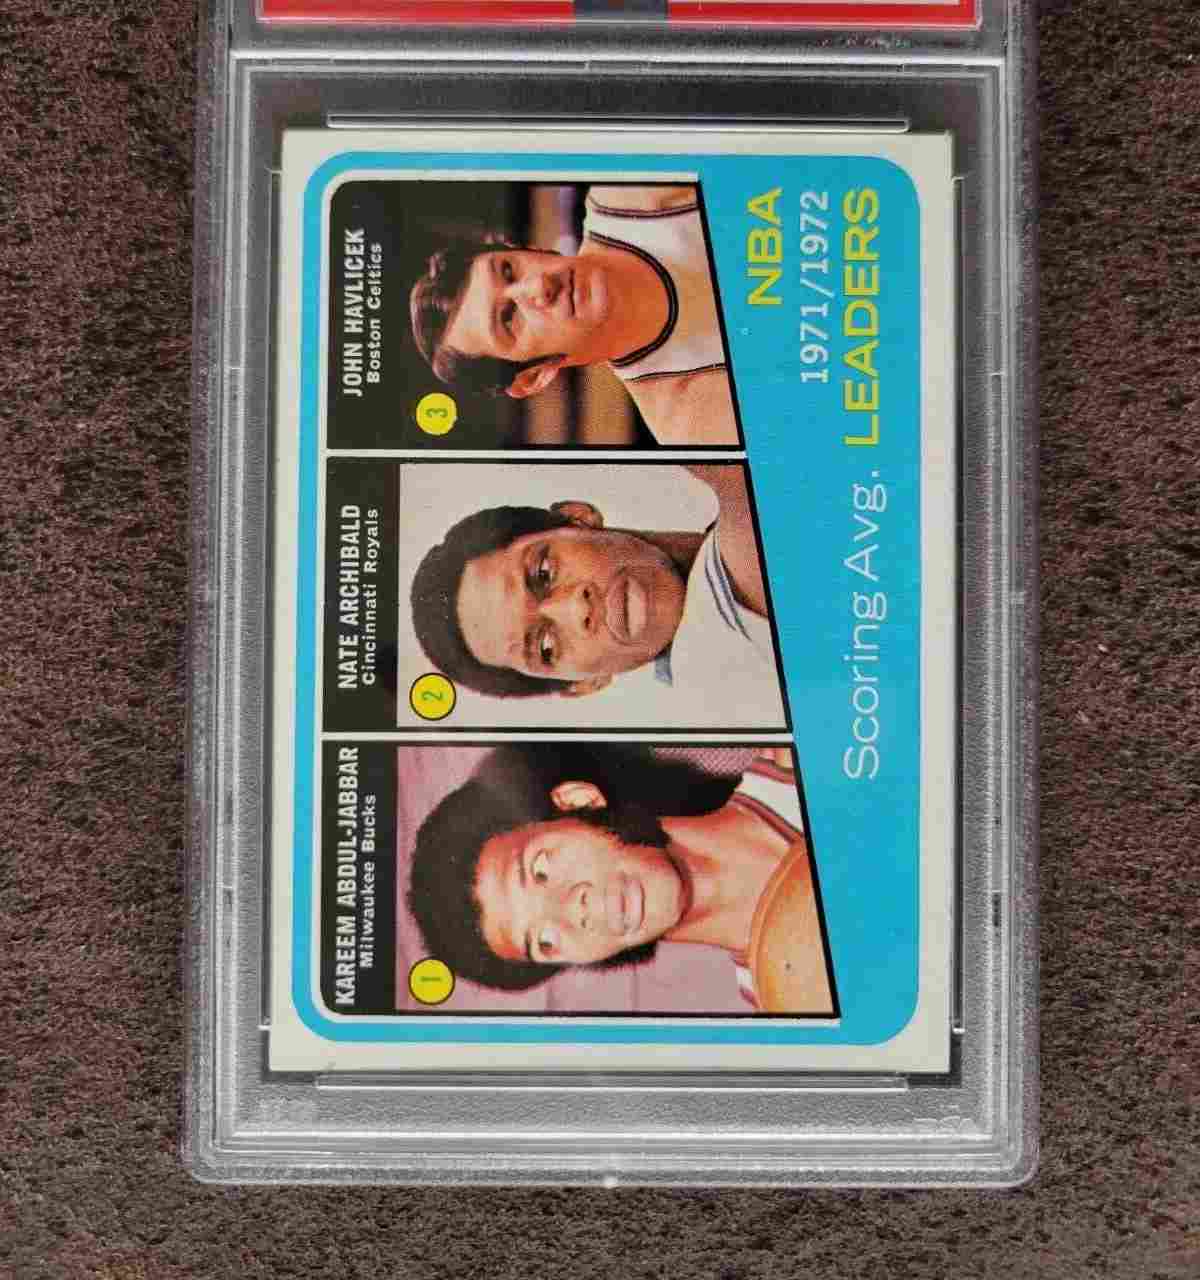 KAREEM ABDUL-JABBAR
Milwaukee Bucks
1
NATE ARCHIBALD
Cincinnati Royals
2
JOHN HAVLICEK
Boston Celtics
3
NBA
1971/1972
Scoring Avg. LEADERS